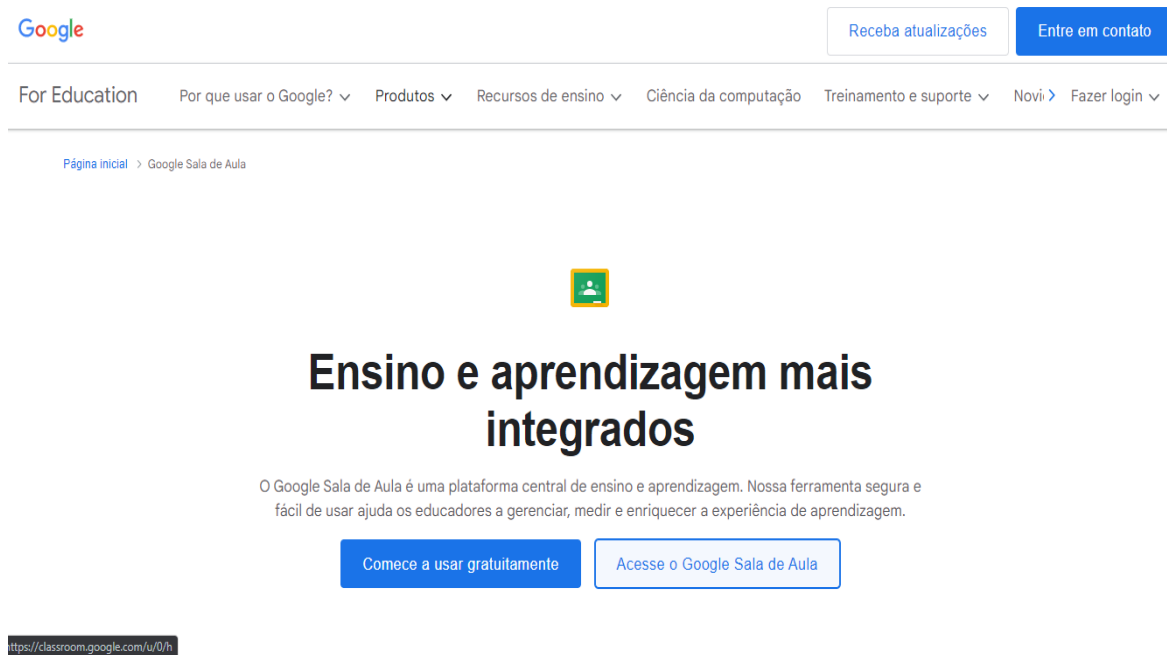 Google
Receba atualizações
Entre em contato
For Education
Por que usar o Google?
Produtos
Recursos de ensino
Ciência da computação
Treinamento e suporte
Fazer login
Página inicial > Google Sala de Aula
Ensino e aprendizagem mais
integrados
O Google Sala de Aula é uma plataforma central de ensino e aprendizagem. Nossa ferramenta segura e
fácil de usar ajuda os educadores a gerenciar, medir e enriquecer a experiência de aprendizagem.
Comece a usar gratuitamente
Acesse o Google Sala de Aula
https://classroom.google.com/u/0/h